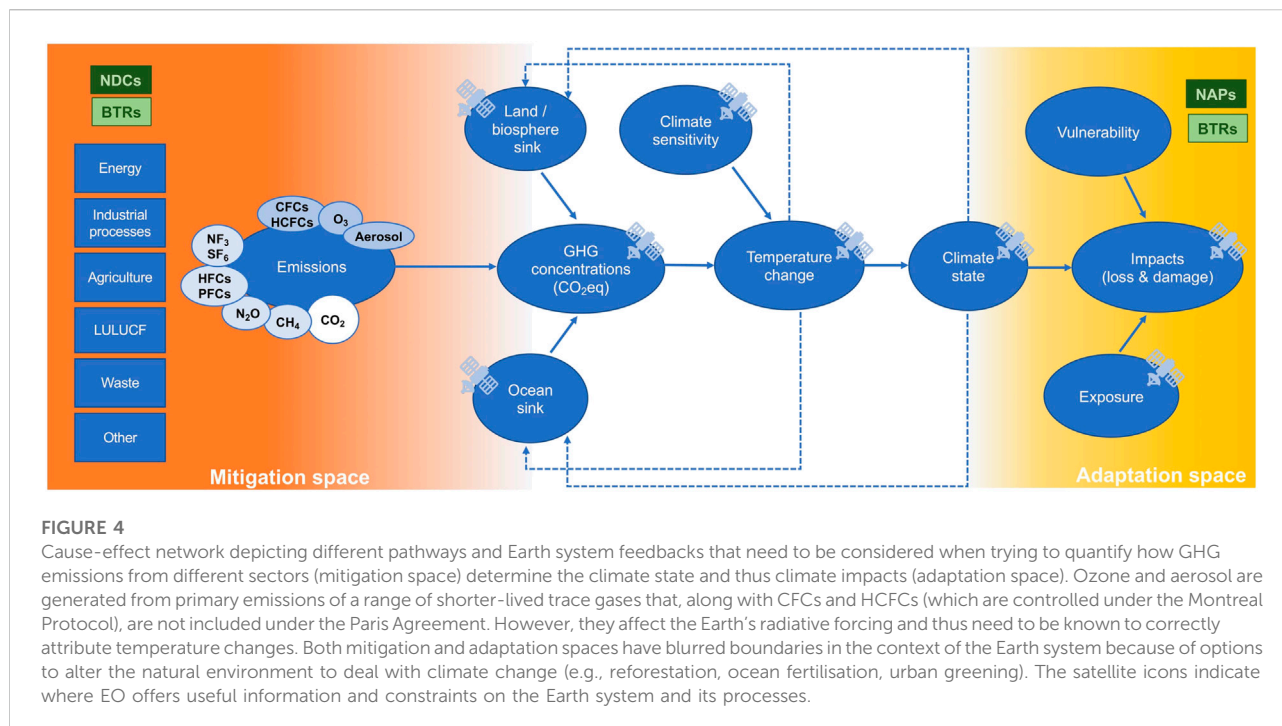 NDCs
BTRs
Energy
Industrial
processes
Agriculture
LULUCF
Waste
Other
CFCs
HCFCs
O₃
Aerosol
NF₃
SF₆
Emissions
HFCs
PFCs
N₂O
CH₄
CO₂
Mitigation space
Land /
biosphere
sink
Climate
sensitivity
GHG
concentrations
(CO₂eq)
Temperature
change
Climate
state
Ocean
sink
NAPs
BTRs
Vulnerability
Impacts
(loss & damage)
Exposure
Adaptation space
FIGURE 4
Cause-effect network depicting different pathways and Earth system feedbacks that need to be considered when trying to quantify how GHG
emissions from different sectors (mitigation space) determine the climate state and thus climate impacts (adaptation space). Ozone and aerosol are
generated from primary emissions of a range of shorter-lived trace gases that, along with CFCs and HCFCs (which are controlled under the Montreal
Protocol), are not included under the Paris Agreement. However, they affect the Earth's radiative forcing and thus need to be known to correctly
attribute temperature changes. Both mitigation and adaptation spaces have blurred boundaries in the context of the Earth system because of options
to alter the natural environment to deal with climate change (e.g., reforestation, ocean fertilisation, urban greening). The satellite icons indicate
where EO offers useful information and constraints on the Earth system and its processes.